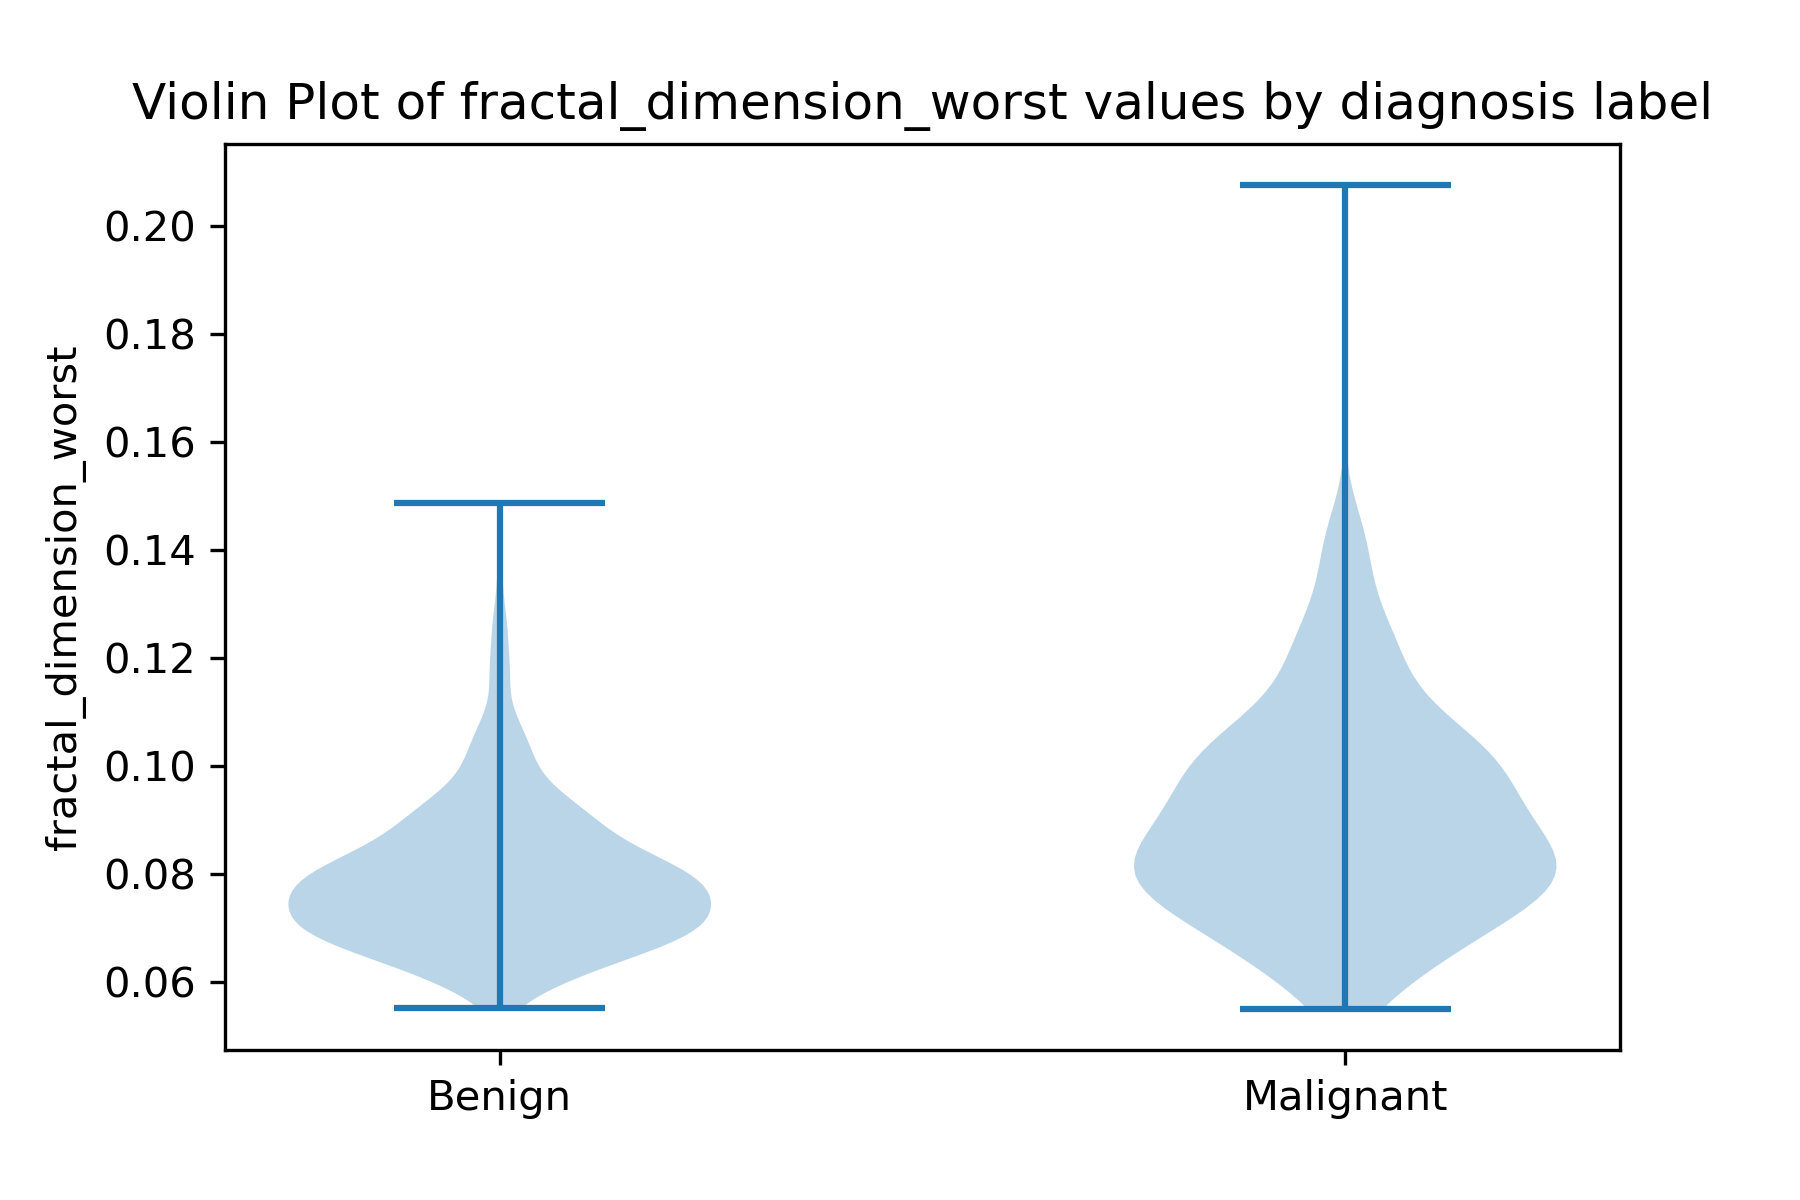 Violin Plot of fractal_dimension_worst values by diagnosis label
fractal_dimension_worst
0.20
0.18
0.16
0.14
0.12
0.10
0.08
0.06
Benign
Malignant